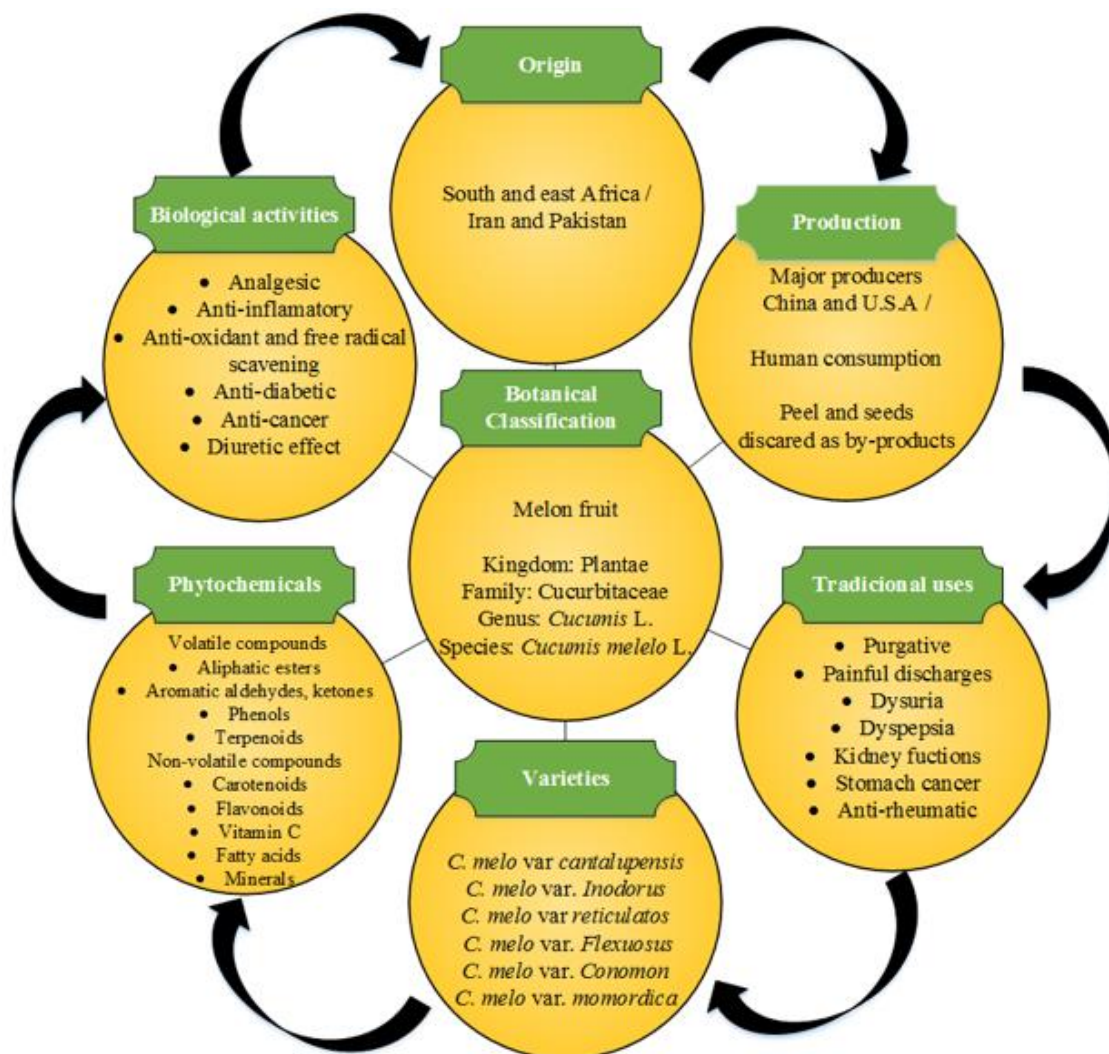 Origin
South and east Africa /
Iran and Pakistan
Production
Major producers
China and U.S.A /
Human consumption
Peel and seeds
discared as by-products
Tradicional uses
• Purgative
• Painful discharges
• Dysuria
• Dyspepsia
• Kidney fuctions
• Stomach cancer
• Anti-rheumatic
Varieties
C. melo var cantalupensis
C. melo var. Inodorus
C. melo var reticulatos
C. melo var. Flexuosus
C. melo var. Conomon
C. melo var. momordica
Phytochemicals
Volatile compounds
• Aliphatic esters
• Aromatic aldehydes, ketones
• Phenols
• Terpenoids
Non-volatile compounds
• Carotenoids
• Flavonoids
• Vitamin C
• Fatty acids
• Minerals
Biological activities
• Analgesic
• Anti-inflamatory
• Anti-oxidant and free radical
scavening
• Anti-diabetic
• Anti-cancer
• Diuretic effect
Botanical
Classification
Melon fruit
Kingdom: Plantae
Family: Cucurbitaceae
Genus: Cucumis L.
Species: Cucumis melelo L.